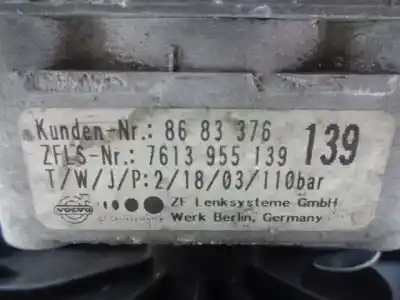 Kunden-Nr.: 86 83 376
ZFLS-Nr.: 7613 955 139 139
T/W/J/P:2/18/03/110bar
VOLVO ZF Lenksysteme GmbH
Werk Berlin, Germany